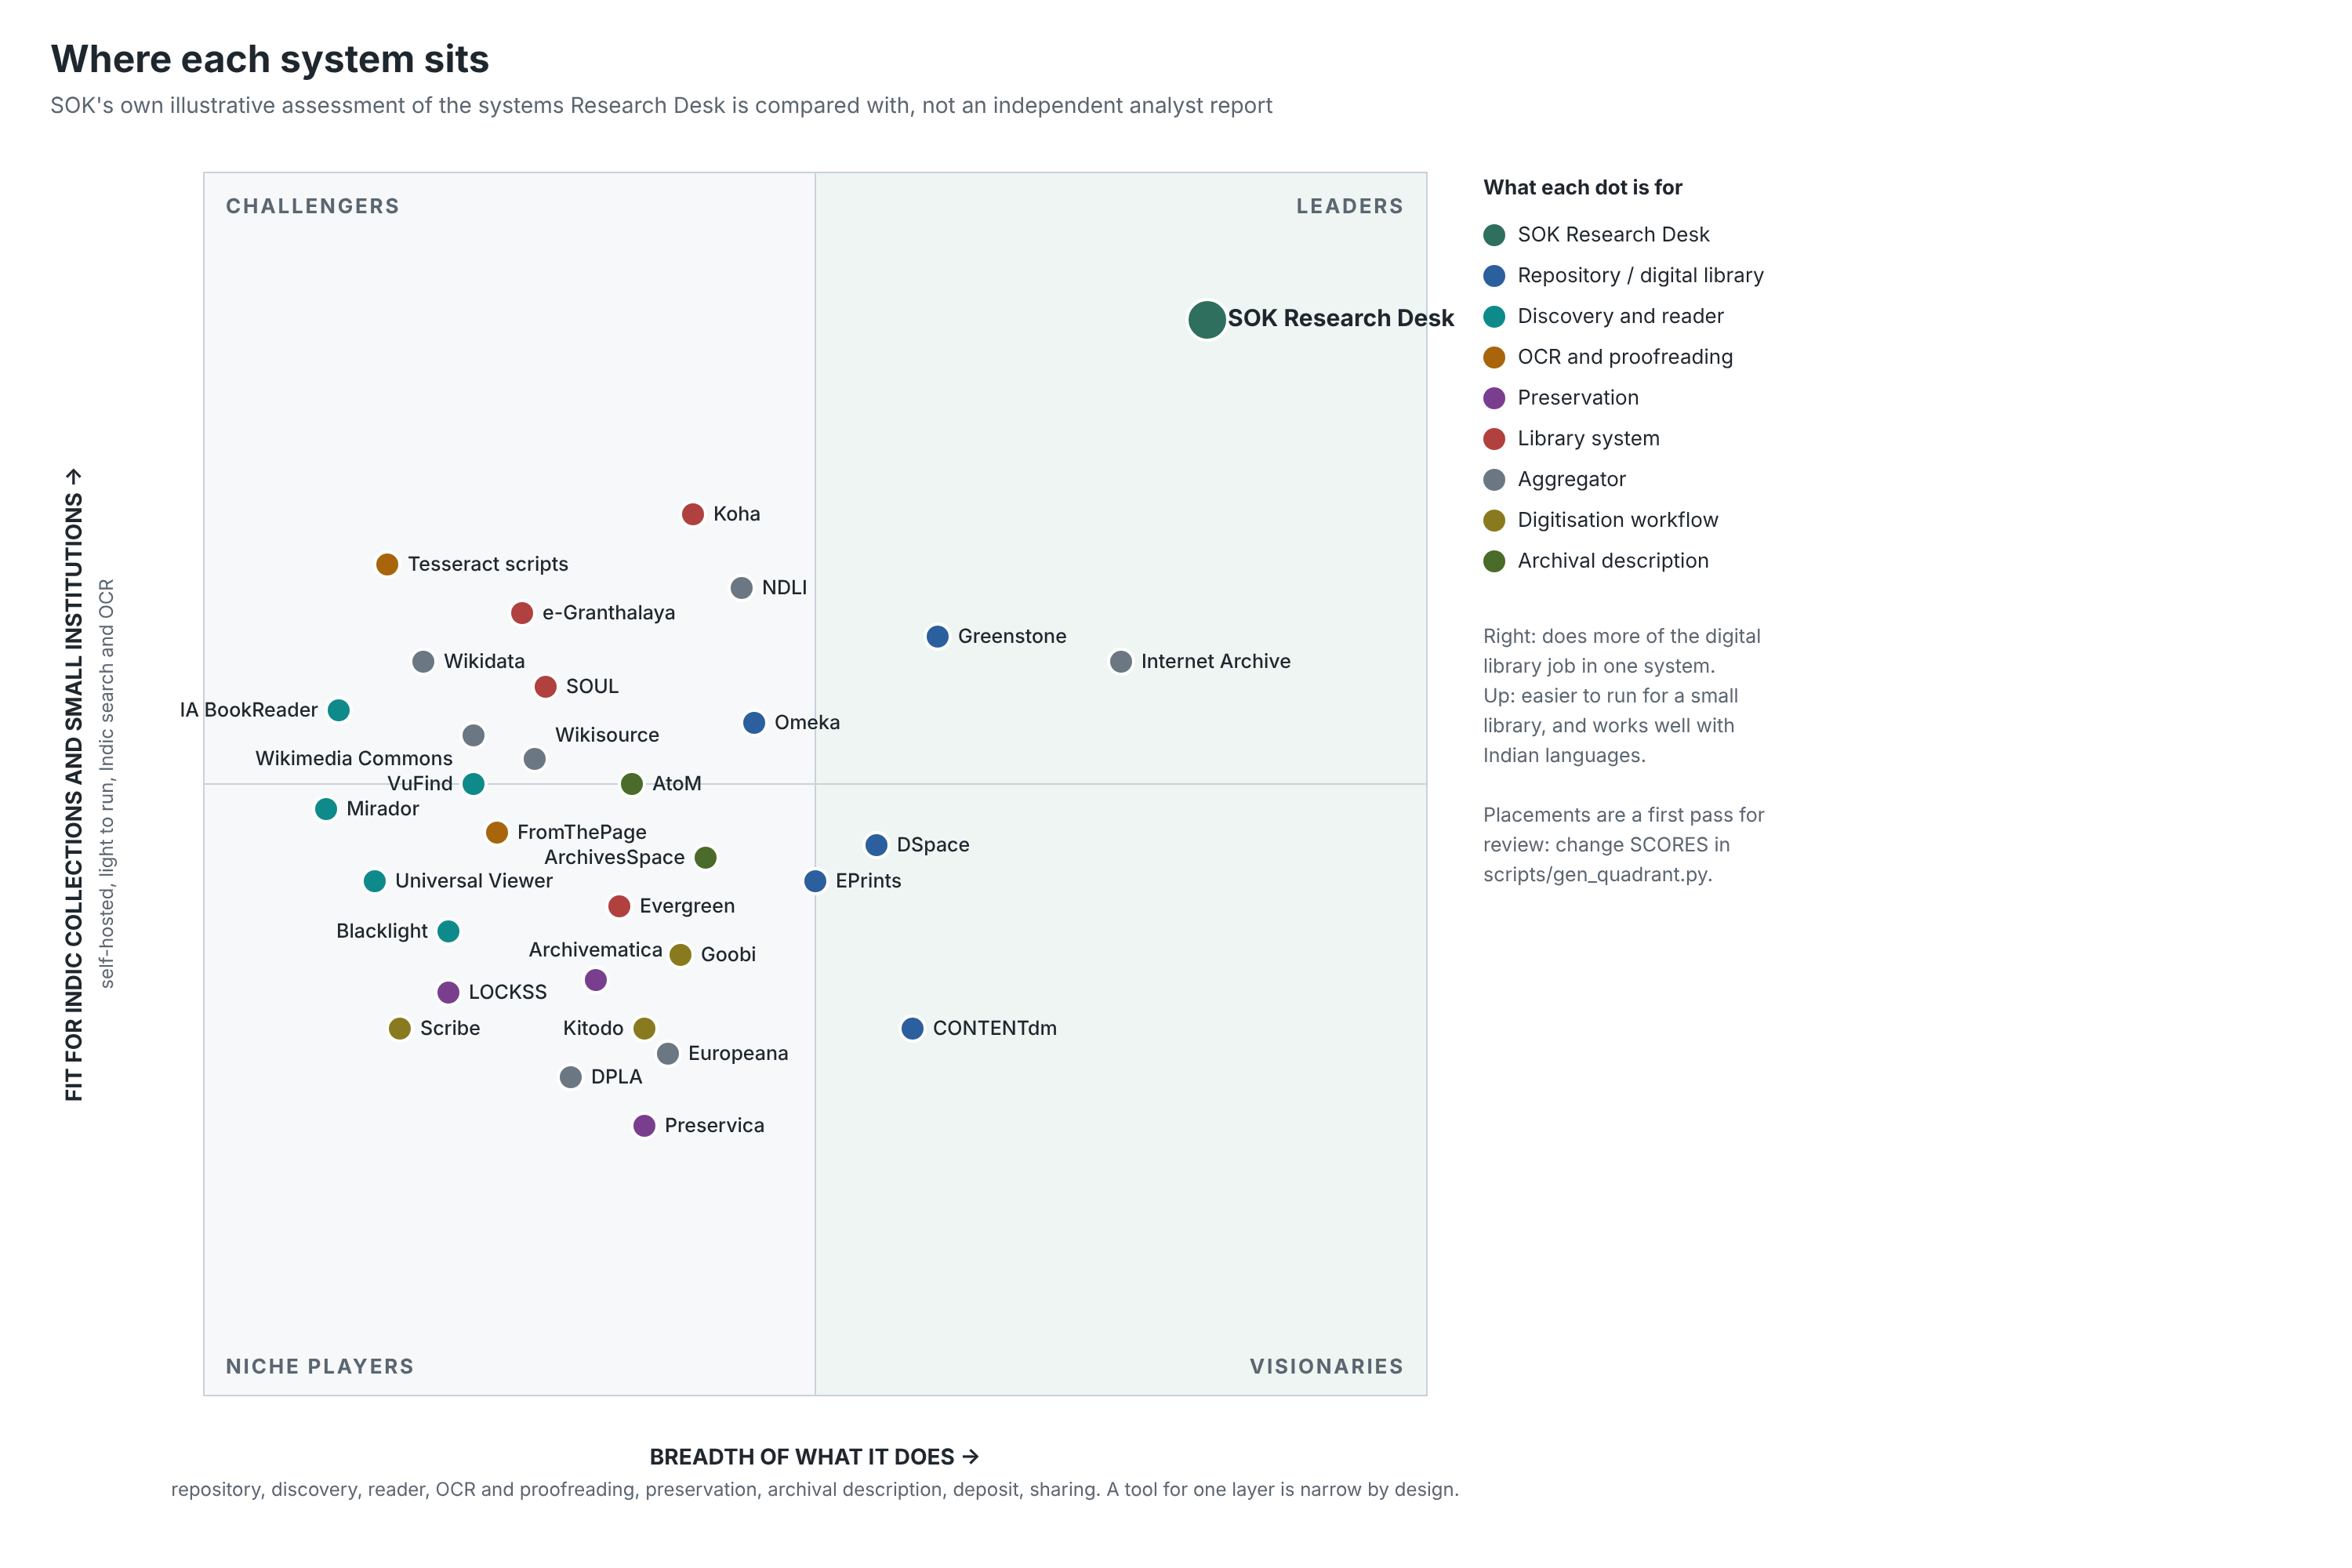 Where each system sits
SOK's own illustrative assessment of the systems Research Desk is compared with, not an independent analyst report
CHALLENGERS
LEADERS
SOK Research Desk
Koha
Tesseract scripts
NDLI
e-Granthalaya
Greenstone
Wikidata
Internet Archive
SOUL
IA BookReader
Omeka
Wikisource
Wikimedia Commons
VuFind
AtoM
Mirador
FromThePage
DSpace
ArchivesSpace
Universal Viewer
EPrints
Evergreen
Blacklight
Archivematica
Goobi
LOCKSS
Scribe
Kitodo
CONTENTdm
Europeana
DPLA
Preservica
NICHE PLAYERS
VISIONARIES
FIT FOR INDIC COLLECTIONS AND SMALL INSTITUTIONS →
self-hosted, light to run, Indic search and OCR
BREADTH OF WHAT IT DOES →
repository, discovery, reader, OCR and proofreading, preservation, archival description, deposit, sharing. A tool for one layer is narrow by design.
What each dot is for
SOK Research Desk
Repository / digital library
Discovery and reader
OCR and proofreading
Preservation
Library system
Aggregator
Digitisation workflow
Archival description
Right: does more of the digital
library job in one system.
Up: easier to run for a small
library, and works well with
Indian languages.
Placements are a first pass for
review: change SCORES in
scripts/gen_quadrant.py.